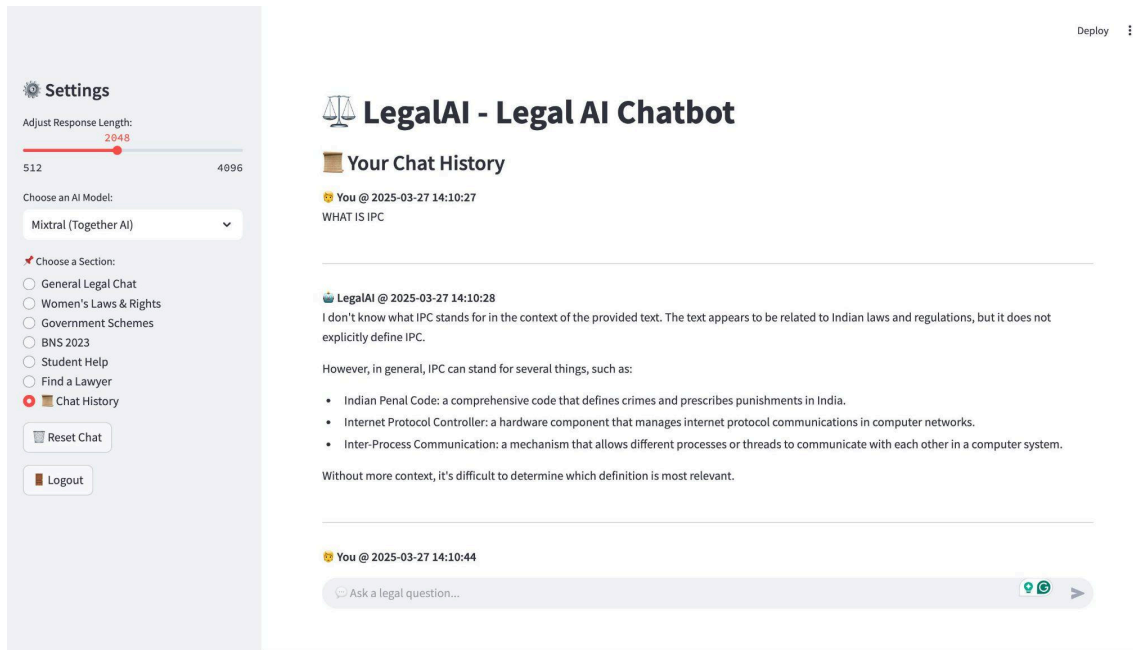 Deploy
Settings
Adjust Response Length:
2048
512 4096
Choose an AI Model:
Mixtral (Together AI)
Choose a Section:
General Legal Chat
Women's Laws & Rights
Government Schemes
BNS 2023
Student Help
Find a Lawyer
Chat History
Reset Chat
Logout
LegalAI - Legal AI Chatbot
Your Chat History
You @ 2025-03-27 14:10:27
WHAT IS IPC
LegalAI @ 2025-03-27 14:10:28
I don't know what IPC stands for in the context of the provided text. The text appears to be related to Indian laws and regulations, but it does not
explicitly define IPC.
However, in general, IPC can stand for several things, such as:
• Indian Penal Code: a comprehensive code that defines crimes and prescribes punishments in India.
• Internet Protocol Controller: a hardware component that manages internet protocol communications in computer networks.
• Inter-Process Communication: a mechanism that allows different processes or threads to communicate with each other in a computer system.
Without more context, it's difficult to determine which definition is most relevant.
You @ 2025-03-27 14:10:44
Ask a legal question...